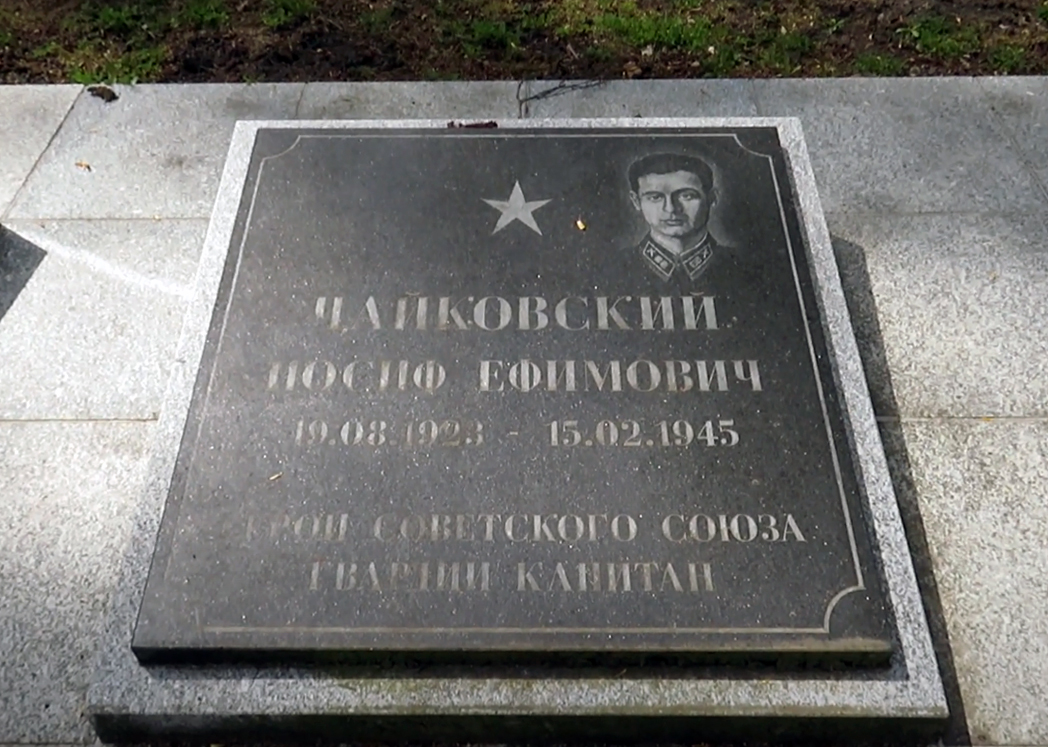 ЧАЙКОВСКИЙ
ИОСИФ ЕФИМОВИЧ
19.08.1923 - 15.02.1945
ГЕРОЙ СОВЕТСКОГО СОЮЗА
ГВАРДИИ КАПИТАН